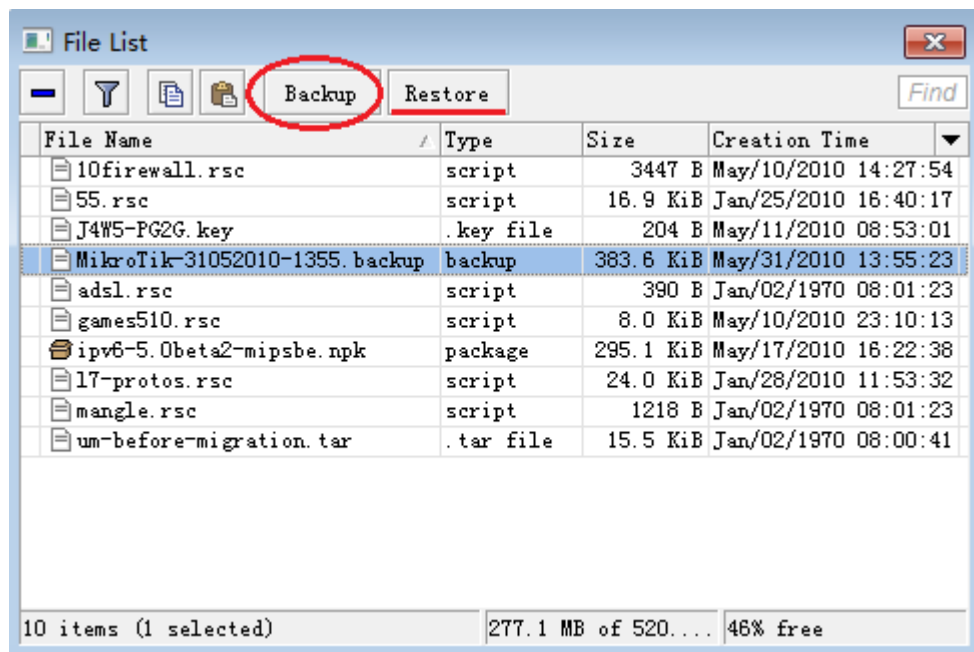 File List
Backup Restore Find
File Name Type Size Creation Time
10firewall.rsc script 3447 B May/10/2010 14:27:54
55.rsc script 16.9 KiB Jan/25/2010 16:40:17
J4W5-PG2G.key .key file 204 B May/11/2010 08:53:01
MikroTik-31052010-1355.backup backup 383.6 KiB May/31/2010 13:55:23
adsl.rsc script 390 B Jan/02/1970 08:01:23
games510.rsc script 8.0 KiB May/10/2010 23:10:13
ipv6-5.0beta2-mipsbe.npk package 295.1 KiB May/17/2010 16:22:38
l7-protos.rsc script 24.0 KiB Jan/28/2010 11:53:32
mangle.rsc script 1218 B Jan/02/1970 08:01:23
um-before-migration.tar .tar file 15.5 KiB Jan/02/1970 08:00:41
10 items (1 selected) 277.1 MB of 520.... 46% free